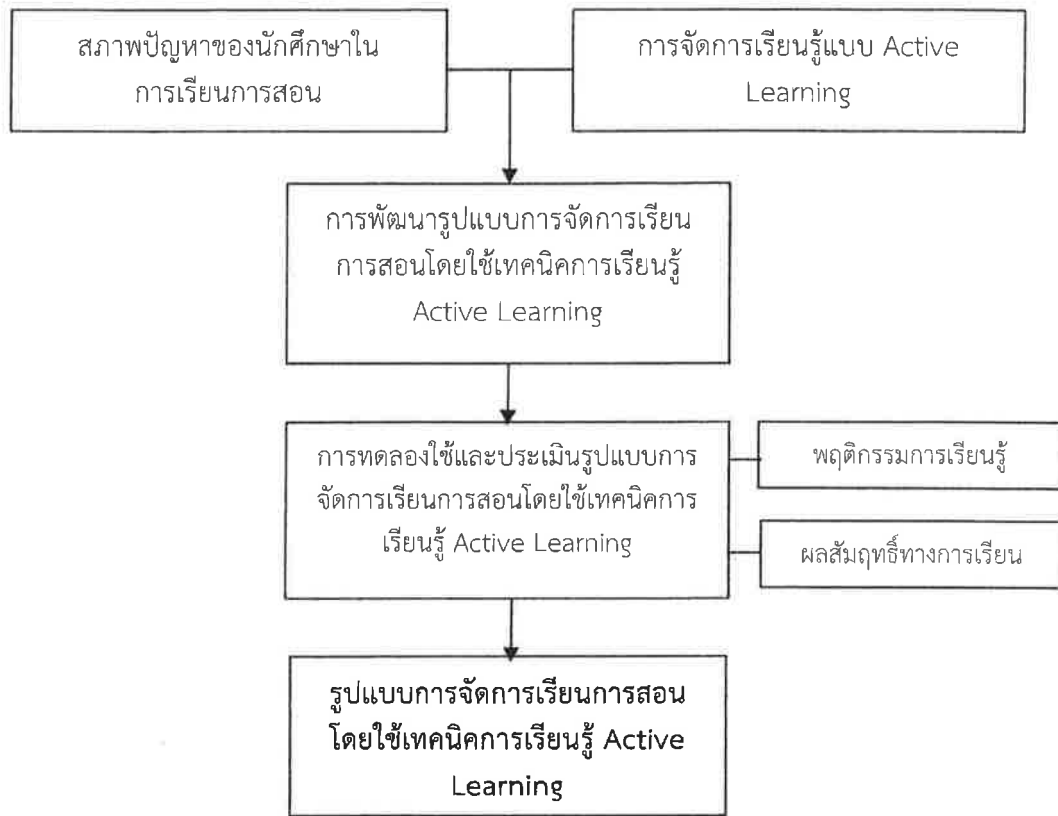 สภาพปัญหาของนักศึกษาใน
การเรียนการสอน
การจัดการเรียนรู้แบบ Active
Learning
การพัฒนารูปแบบการจัดการเรียน
การสอนโดยใช้เทคนิคการเรียนรู้
Active Learning
การทดลองใช้และประเมินรูปแบบการ
จัดการเรียนการสอนโดยใช้เทคนิคการ
เรียนรู้ Active Learning
พฤติกรรมการเรียนรู้
ผลสัมฤทธิ์ทางการเรียน
รูปแบบการจัดการเรียนการสอน
โดยใช้เทคนิคการเรียนรู้ Active
Learning